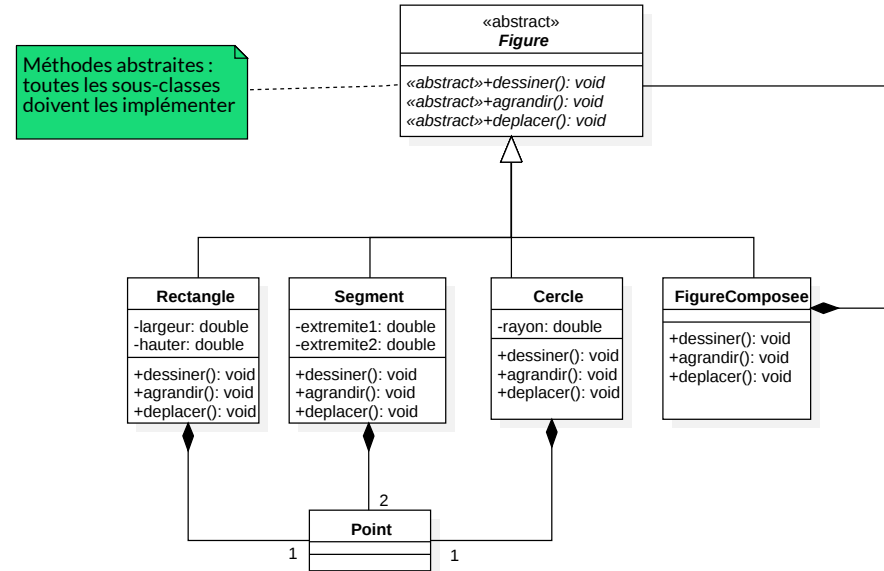 «abstract»
Figure
«abstract»+dessiner(): void
«abstract»+agrandir(): void
«abstract»+deplacer(): void
Méthodes abstraites :
toutes les sous-classes
doivent les implémenter
Rectangle
-largeur: double
-hauter: double
+dessiner(): void
+agrandir(): void
+deplacer(): void
Segment
-extremite1: double
-extremite2: double
+dessiner(): void
+agrandir(): void
+deplacer(): void
Cercle
-rayon: double
+dessiner(): void
+agrandir(): void
+deplacer(): void
FigureComposee
+dessiner(): void
+agrandir(): void
+deplacer(): void
2
Point
1
1